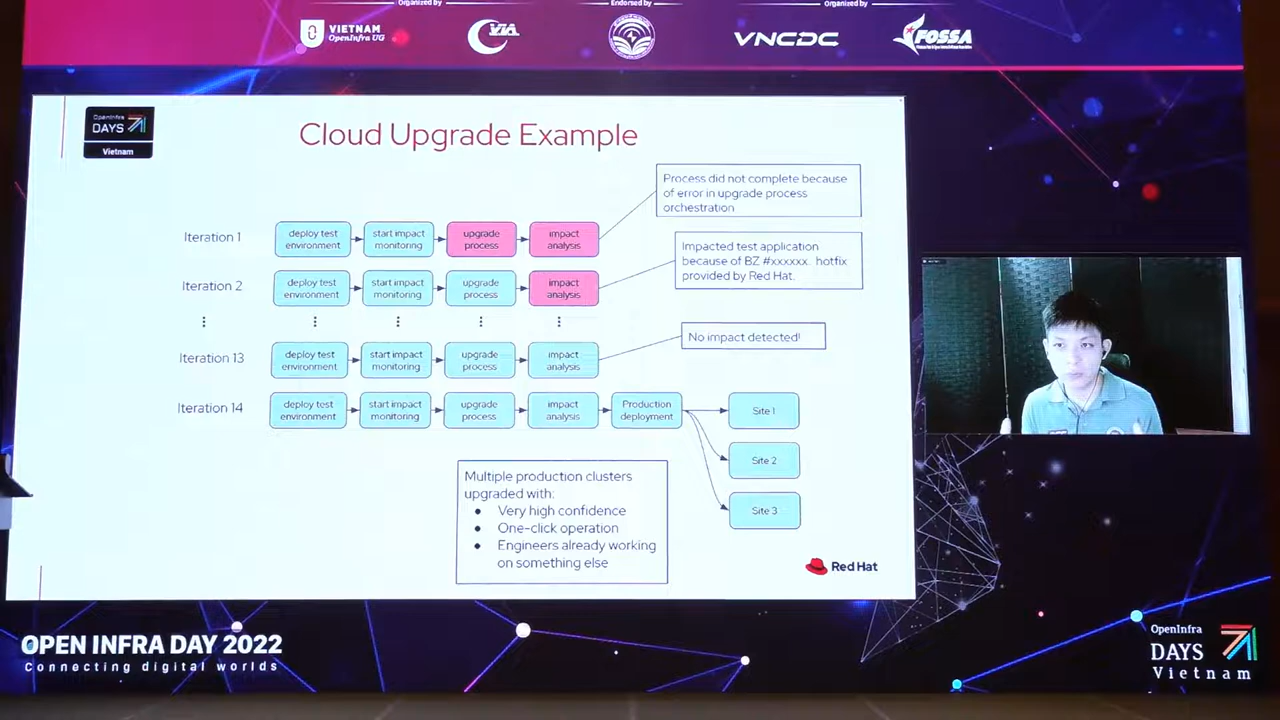 Organized by
Endorsed by
Organized by
VIETNAM
OpenInfra UG
VIA
VNCDC
FOSSA
OpenInfra
DAYS
Vietnam
Cloud Upgrade Example
Process did not complete because
of error in upgrade process
orchestration
Iteration 1
deploy test
environment
start impact
monitoring
upgrade
process
impact
analysis
Impacted test application
because of BZ #xxxxxx. hotfix
provided by Red Hat.
Iteration 2
deploy test
environment
start impact
monitoring
upgrade
process
impact
analysis
No impact detected!
Iteration 13
deploy test
environment
start impact
monitoring
upgrade
process
impact
analysis
Iteration 14
deploy test
environment
start impact
monitoring
upgrade
process
impact
analysis
Production
deployment
Site 1
Site 2
Site 3
Multiple production clusters
upgraded with:
● Very high confidence
● One-click operation
● Engineers already working
on something else
Red Hat
OPEN INFRA DAY 2022
Connecting digital worlds
OpenInfra
DAYS
Vietnam